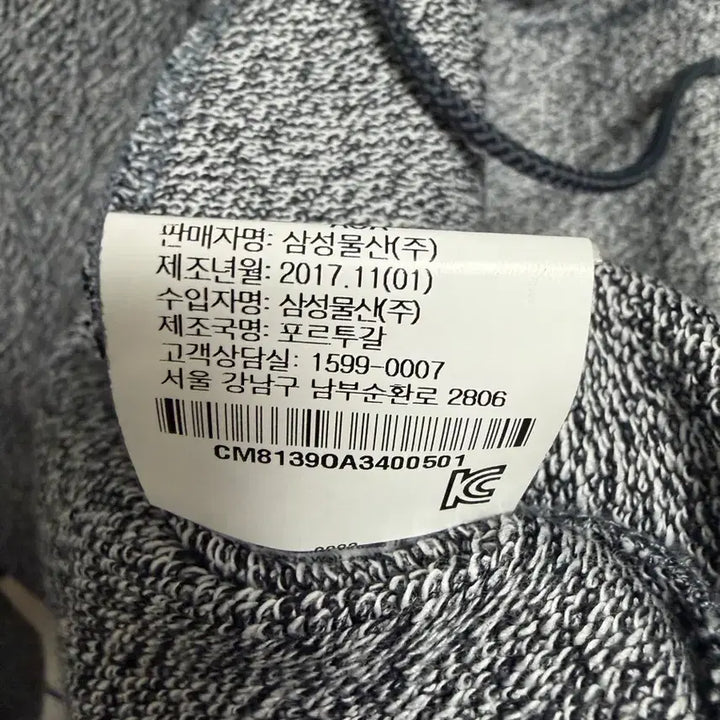 판매자명: 삼성물산(주)
제조년월: 2017.11(01)
수입자명: 삼성물산(주)
제조국명: 포르투갈
고객상담실: 1599-0007
서울 강남구 남부순환로 2806
CM8139OA3400501
KC